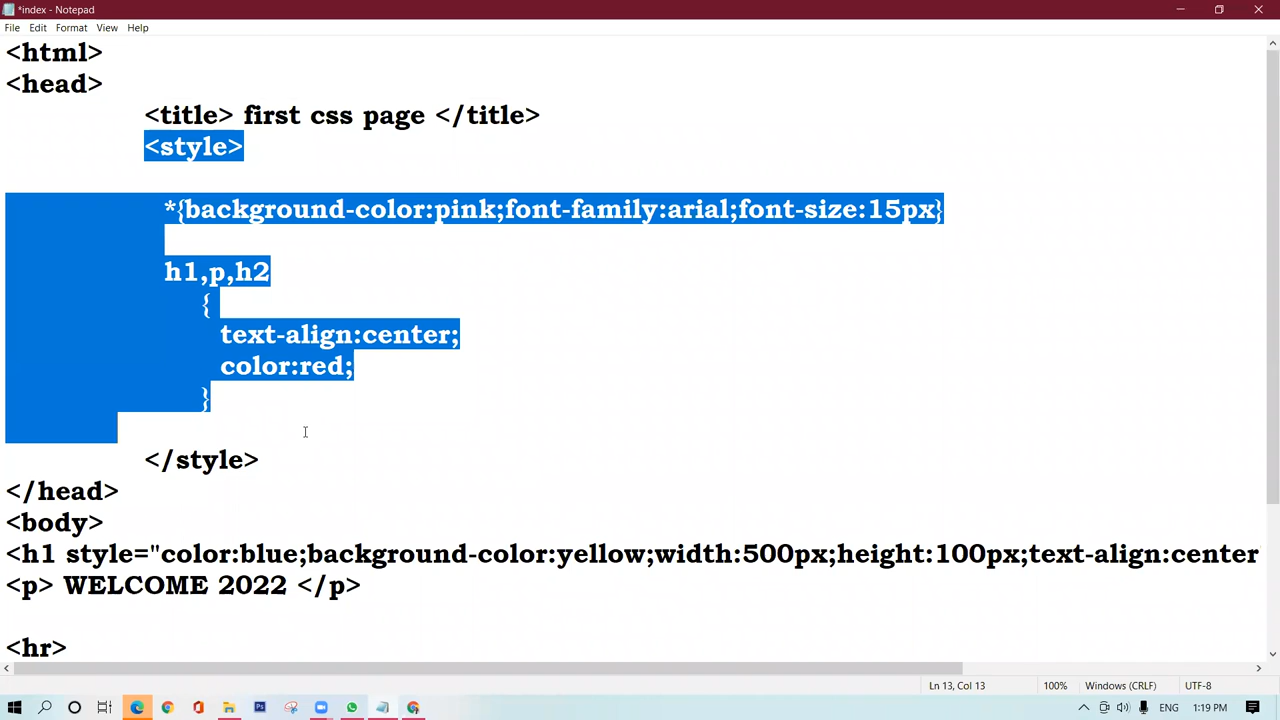 *index - Notepad
File Edit Format View Help
<html>
<head>
<title> first css page </title>
<style>
*{background-color:pink;font-family:arial;font-size:15px}
h1,p,h2
{
text-align:center;
color:red;
}
</style>
</head>
<body>
<h1 style="color:blue;background-color:yellow;width:500px;height:100px;text-align:center
<p> WELCOME 2022 </p>
<hr>
Ln 13, Col 13 100% Windows (CRLF) UTF-8
ENG 1:19 PM